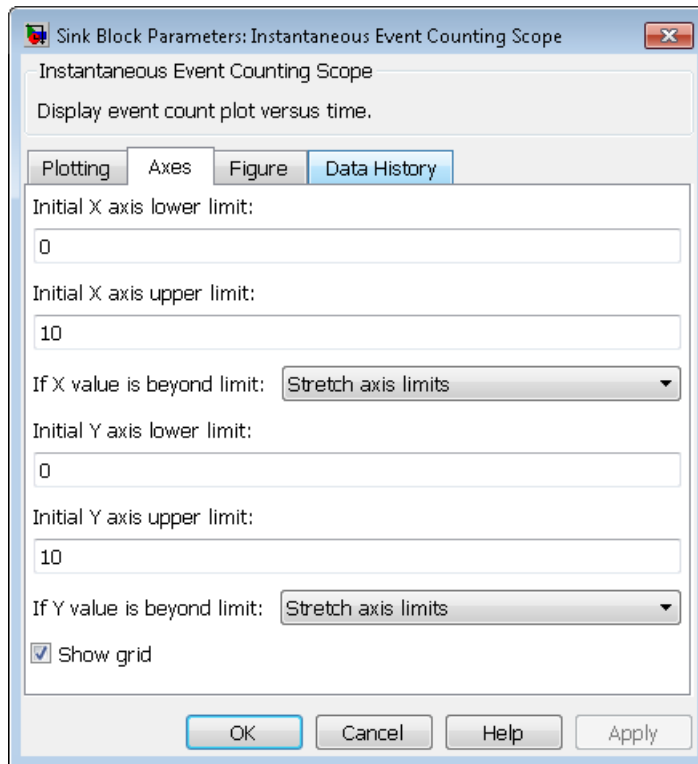 Sink Block Parameters: Instantaneous Event Counting Scope
Instantaneous Event Counting Scope
Display event count plot versus time.
Plotting Axes Figure Data History
Initial X axis lower limit:
0
Initial X axis upper limit:
10
If X value is beyond limit: Stretch axis limits
Initial Y axis lower limit:
0
Initial Y axis upper limit:
10
If Y value is beyond limit: Stretch axis limits
Show grid
OK Cancel Help Apply